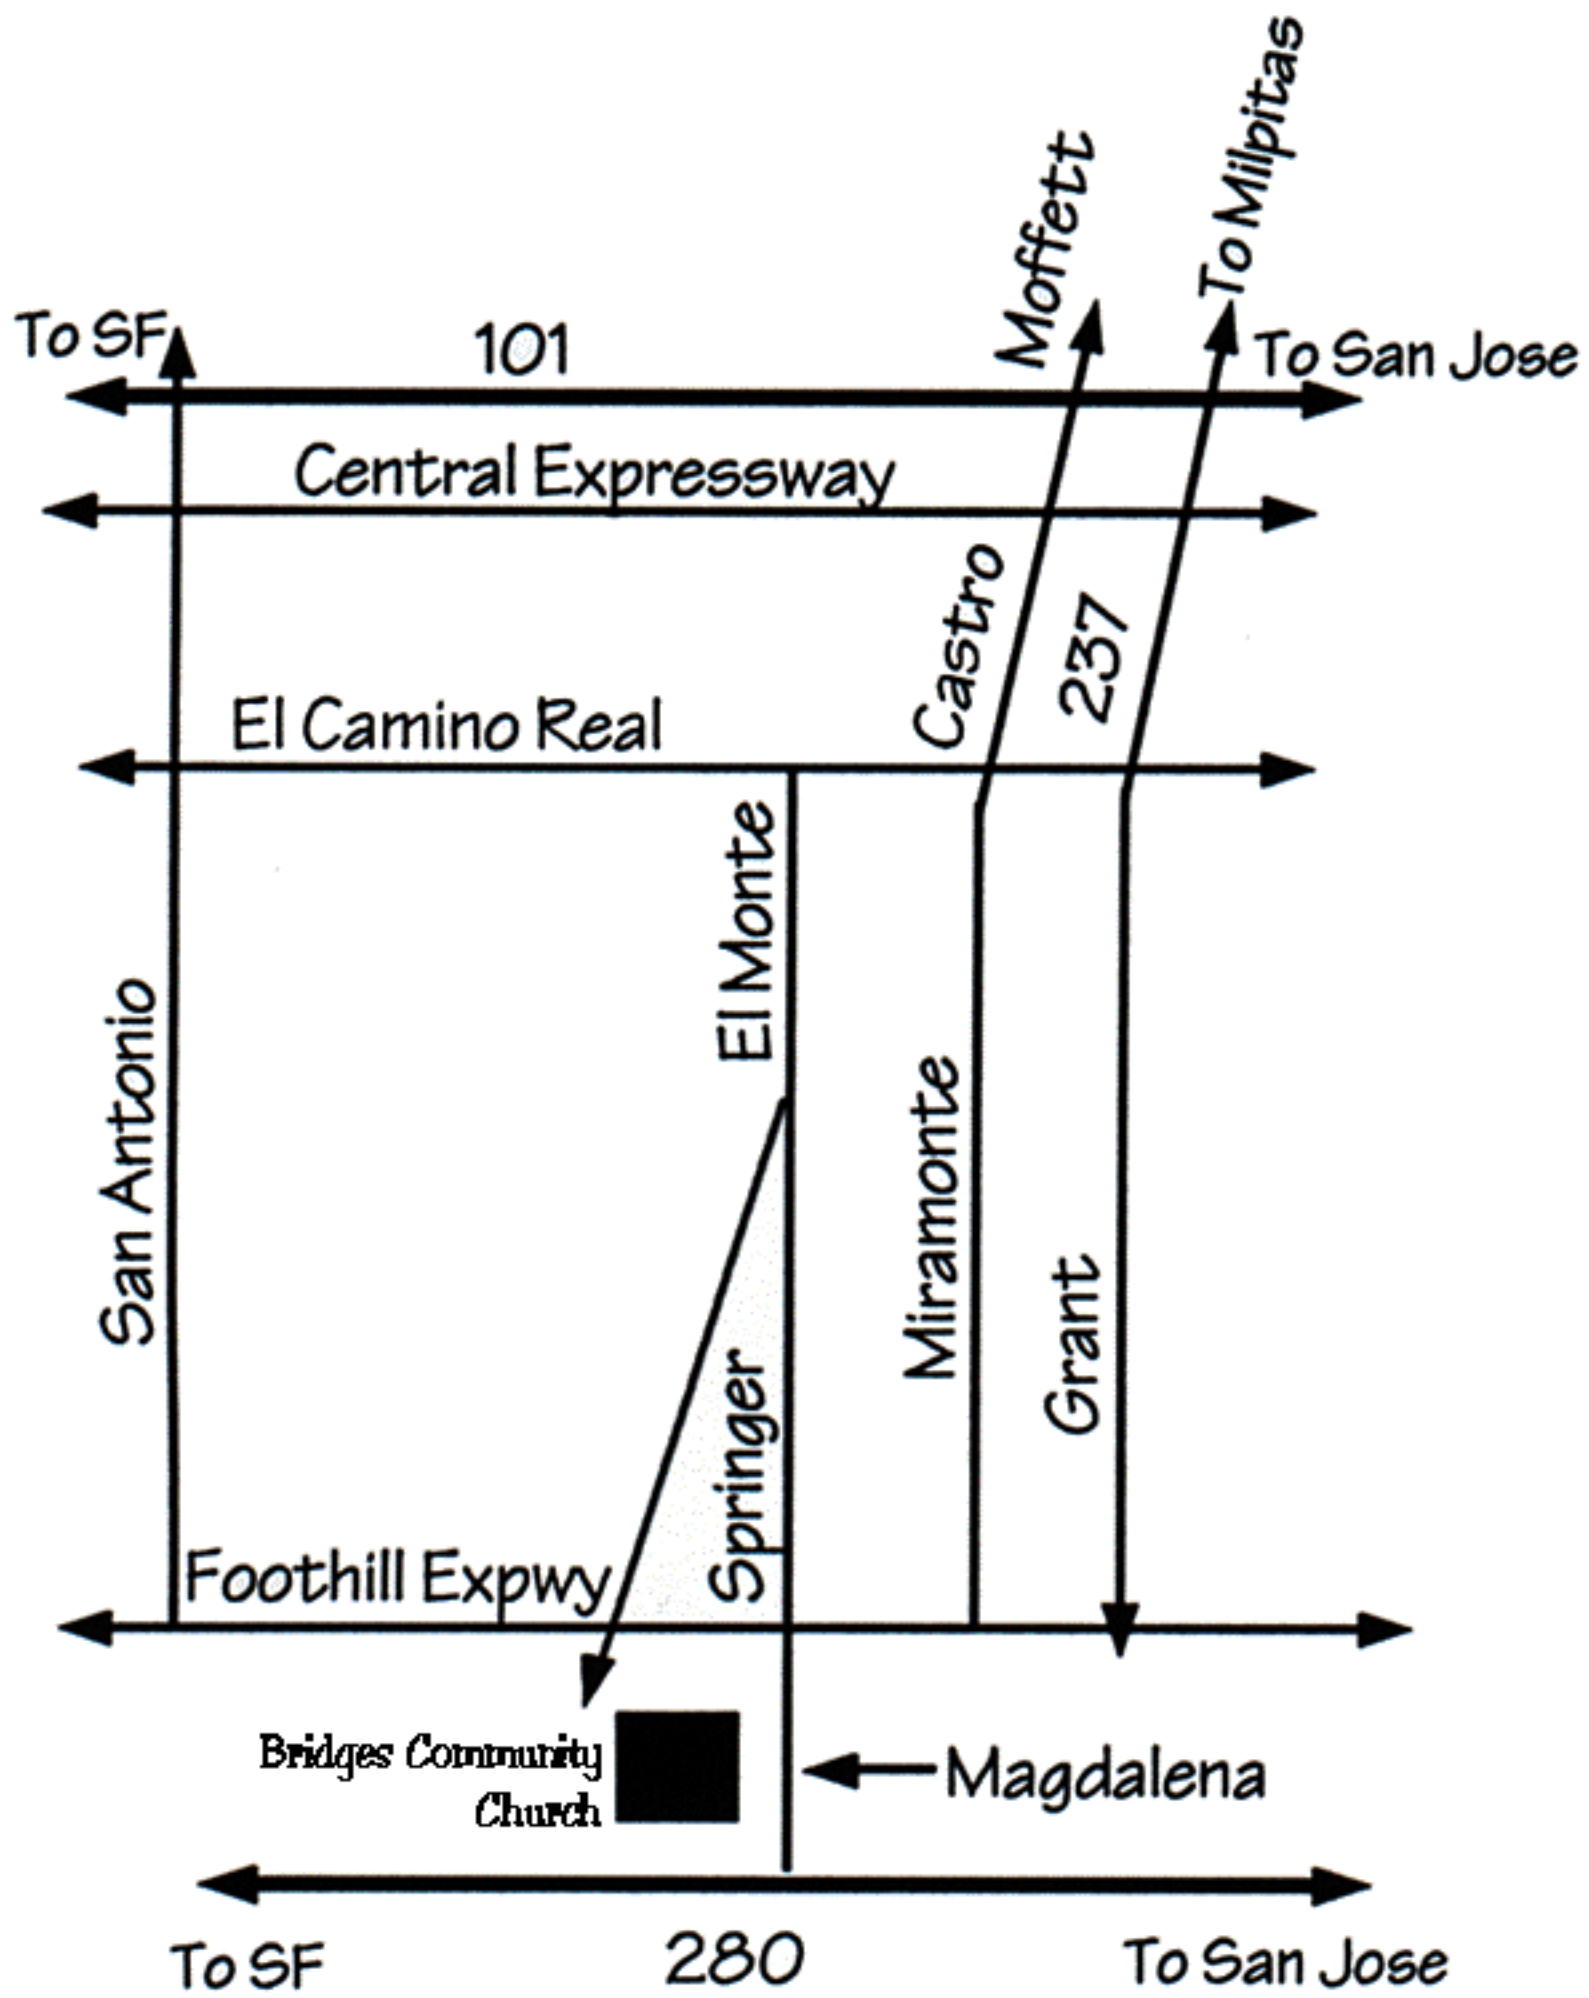 To Milpitas
Moffett
To SF
101
To San Jose
Central Expressway
Castro
237
El Camino Real
El Monte
San Antonio
Miramonte
Grant
Springer
Foothill Expwy
Bridges Community
Church
Magdalena
To SF
280
To San Jose